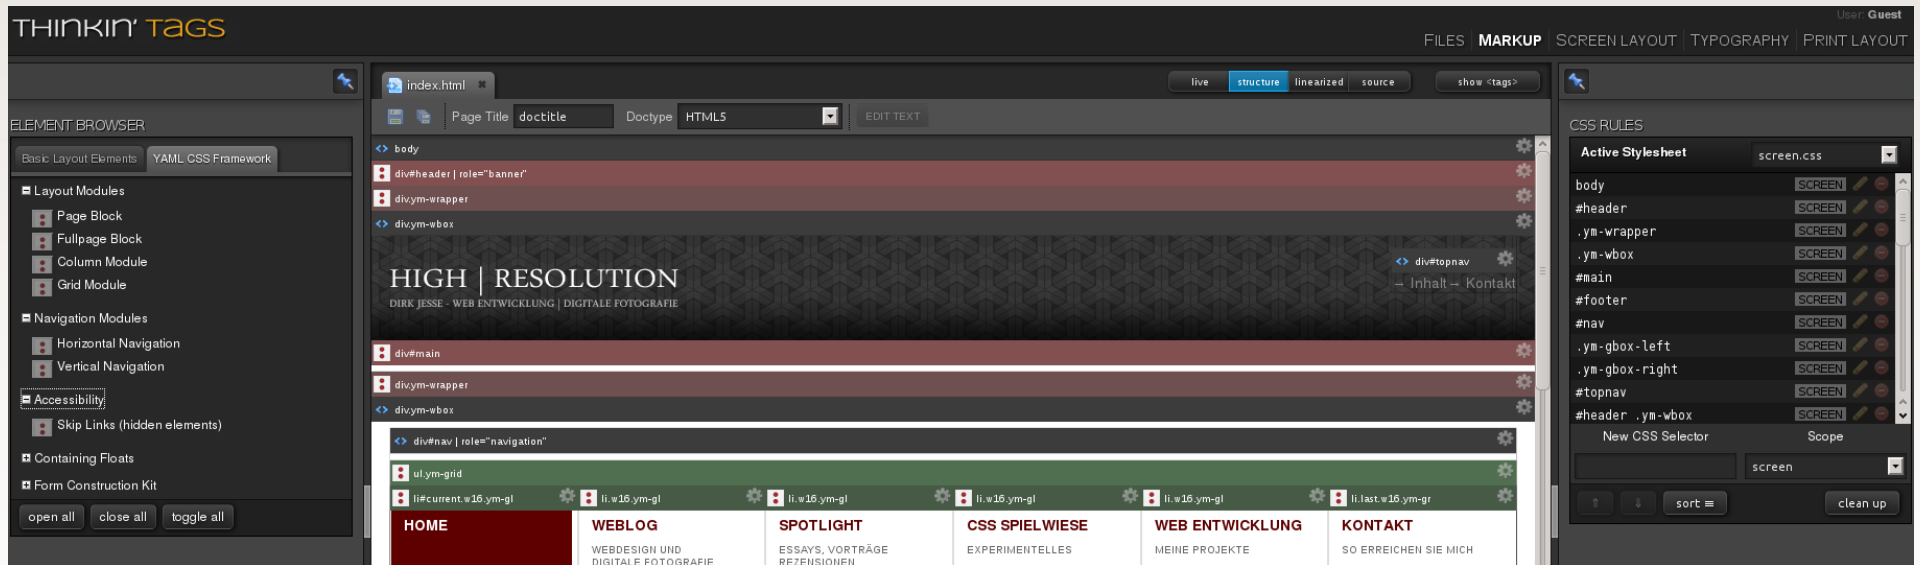 THINKIN' TAGS
User: Guest
FILES MARKUP SCREEN LAYOUT TYPOGRAPHY PRINT LAYOUT
ELEMENT BROWSER
Basic Layout Elements YAML CSS Framework
Layout Modules
Page Block
Fullpage Block
Column Module
Grid Module
Navigation Modules
Horizontal Navigation
Vertical Navigation
Accessibility
Skip Links (hidden elements)
Containing Floats
Form Construction Kit
open all close all toggle all
index.html
live structure linearized source show <tags>
Page Title doctitle Doctype HTML5 EDIT TEXT
<> body
div#header | role="banner"
div.ym-wrapper
<> div.ym-wbox
HIGH | RESOLUTION
DIRK JESSE - WEB ENTWICKLUNG | DIGITALE FOTOGRAFIE
<> div#topnav
→ Inhalt → Kontakt
div#main
div.ym-wrapper
<> div.ym-wbox
<> div#nav | role="navigation"
ul.ym-grid
li#current.w16.ym-gl li.w16.ym-gl li.w16.ym-gl li.w16.ym-gl li.w16.ym-gl li.last.w16.ym-gr
HOME WEBLOG SPOTLIGHT CSS SPIELWIESE WEB ENTWICKLUNG KONTAKT
WEBDESIGN UND ESSAYS, VORTRÄGE EXPERIMENTELLES MEINE PROJEKTE SO ERREICHEN SIE MICH
DIGITALE FOTOGRAFIE REZENSIONEN
CSS RULES
Active Stylesheet screen.css
body SCREEN
#header SCREEN
.ym-wrapper SCREEN
.ym-wbox SCREEN
#main SCREEN
#footer SCREEN
#nav SCREEN
.ym-gbox-left SCREEN
.ym-gbox-right SCREEN
#topnav SCREEN
#header .ym-wbox SCREEN
New CSS Selector Scope
screen
↑ ↓ sort ≡ clean up